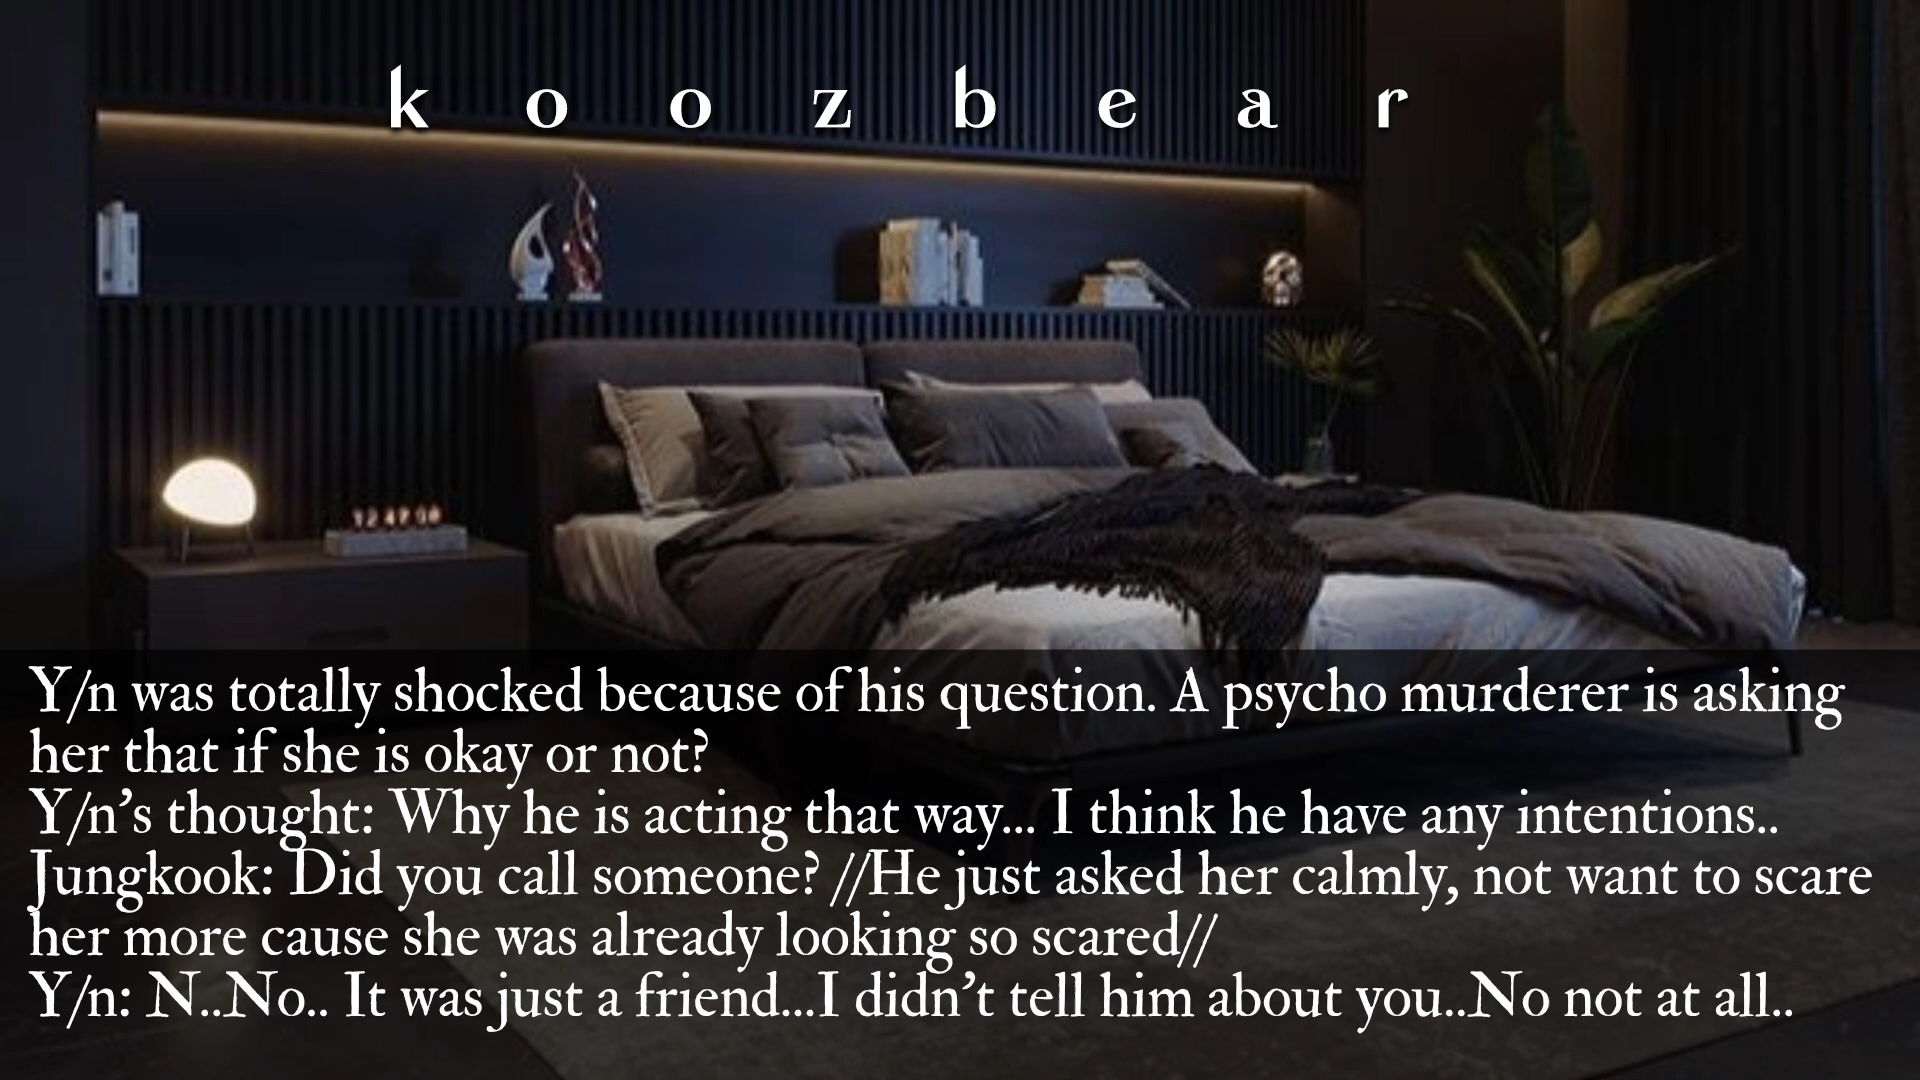 k o o z b e a r
12 42 08
Y/n was totally shocked because of his question. A psycho murderer is asking
her that if she is okay or not?
Y/n's thought: Why he is acting that way... I think he have any intentions..
Jungkook: Did you call someone? //He just asked her calmly, not want to scare
her more cause she was already looking so scared//
Y/n: N..No.. It was just a friend...I didn't tell him about you..No not at all..